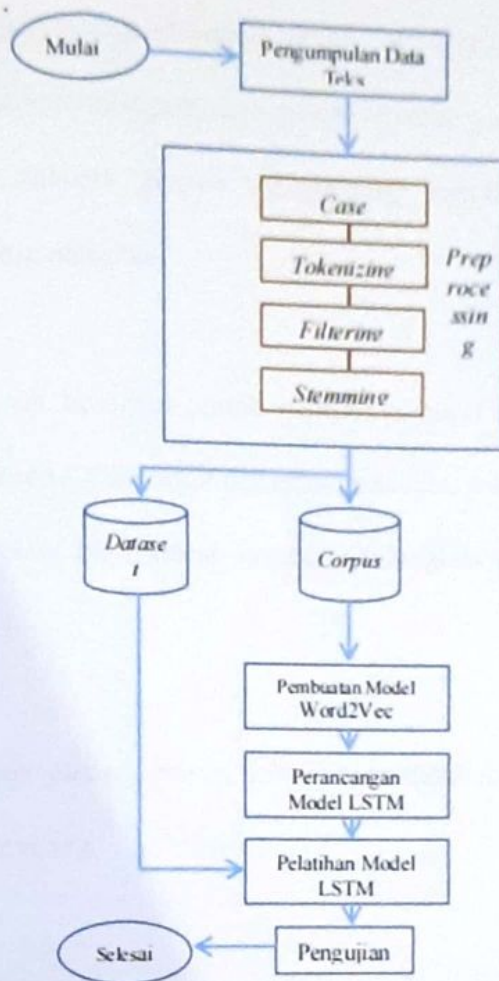 Mulai
Pengumpulan Data
Teks
Case
Tokenizing
Filtering
Stemming
Prep
roce
ssin
g
Datase
t
Corpus
Pembuatan Model
Word2Vec
Perancangan
Model LSTM
Pelatihan Model
LSTM
Pengujian
Selesai